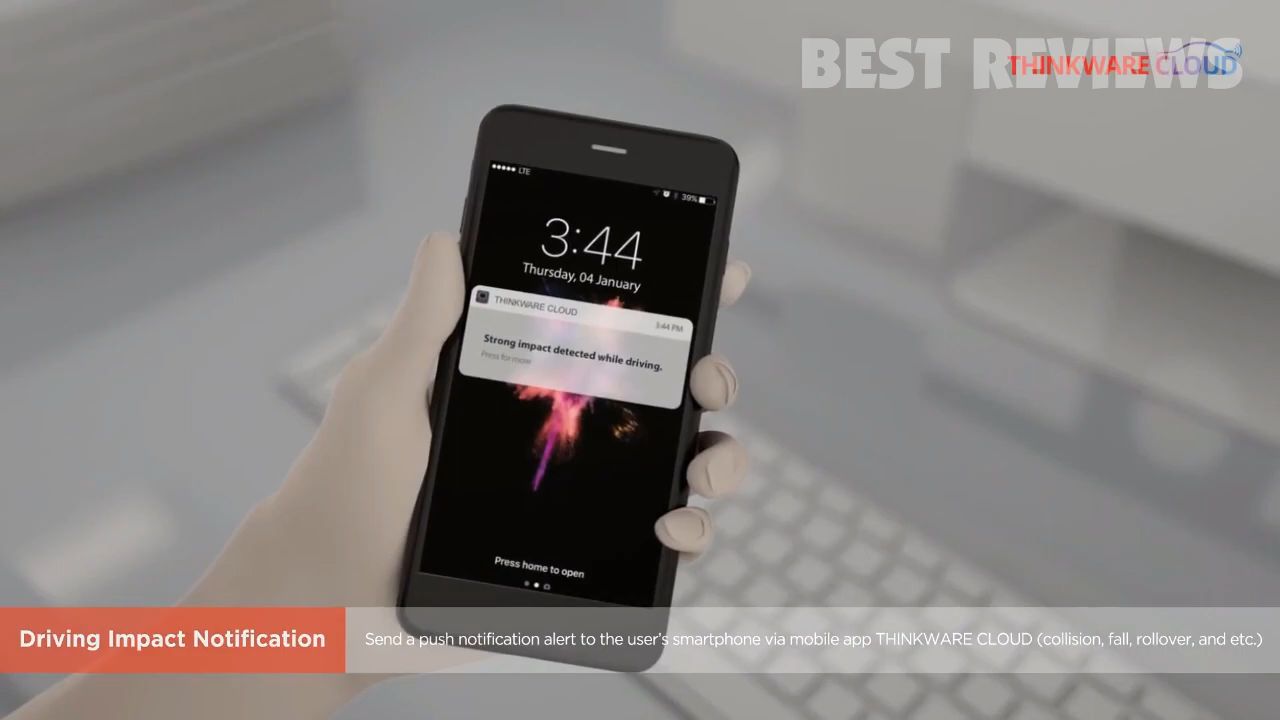 BEST REVIEWS
THINKWARE CLOUD
LTE
39%
3:44
Thursday, 04 January
THINKWARE CLOUD
3:44 PM
Strong impact detected while driving.
Press for more
Press home to open
Driving Impact Notification
Send a push notification alert to the user's smartphone via mobile app THINKWARE CLOUD (collision, fall, rollover, and etc.)